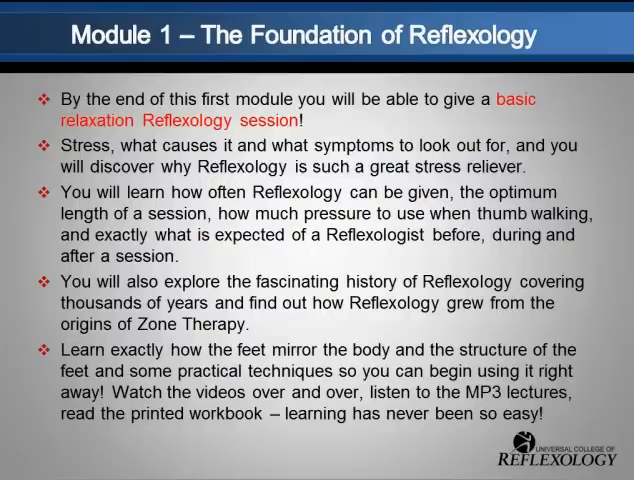 Module 1 – The Foundation of Reflexology
By the end of this first module you will be able to give a basic
relaxation Reflexology session!
Stress, what causes it and what symptoms to look out for, and you
will discover why Reflexology is such a great stress reliever.
You will learn how often Reflexology can be given, the optimum
length of a session, how much pressure to use when thumb walking,
and exactly what is expected of a Reflexologist before, during and
after a session.
You will also explore the fascinating history of Reflexology covering
thousands of years and find out how Reflexology grew from the
origins of Zone Therapy.
Learn exactly how the feet mirror the body and the structure of the
feet and some practical techniques so you can begin using it right
away! Watch the videos over and over, listen to the MP3 lectures,
read the printed workbook – learning has never been so easy!
UNIVERSAL COLLEGE OF
REFLEXOLOGY